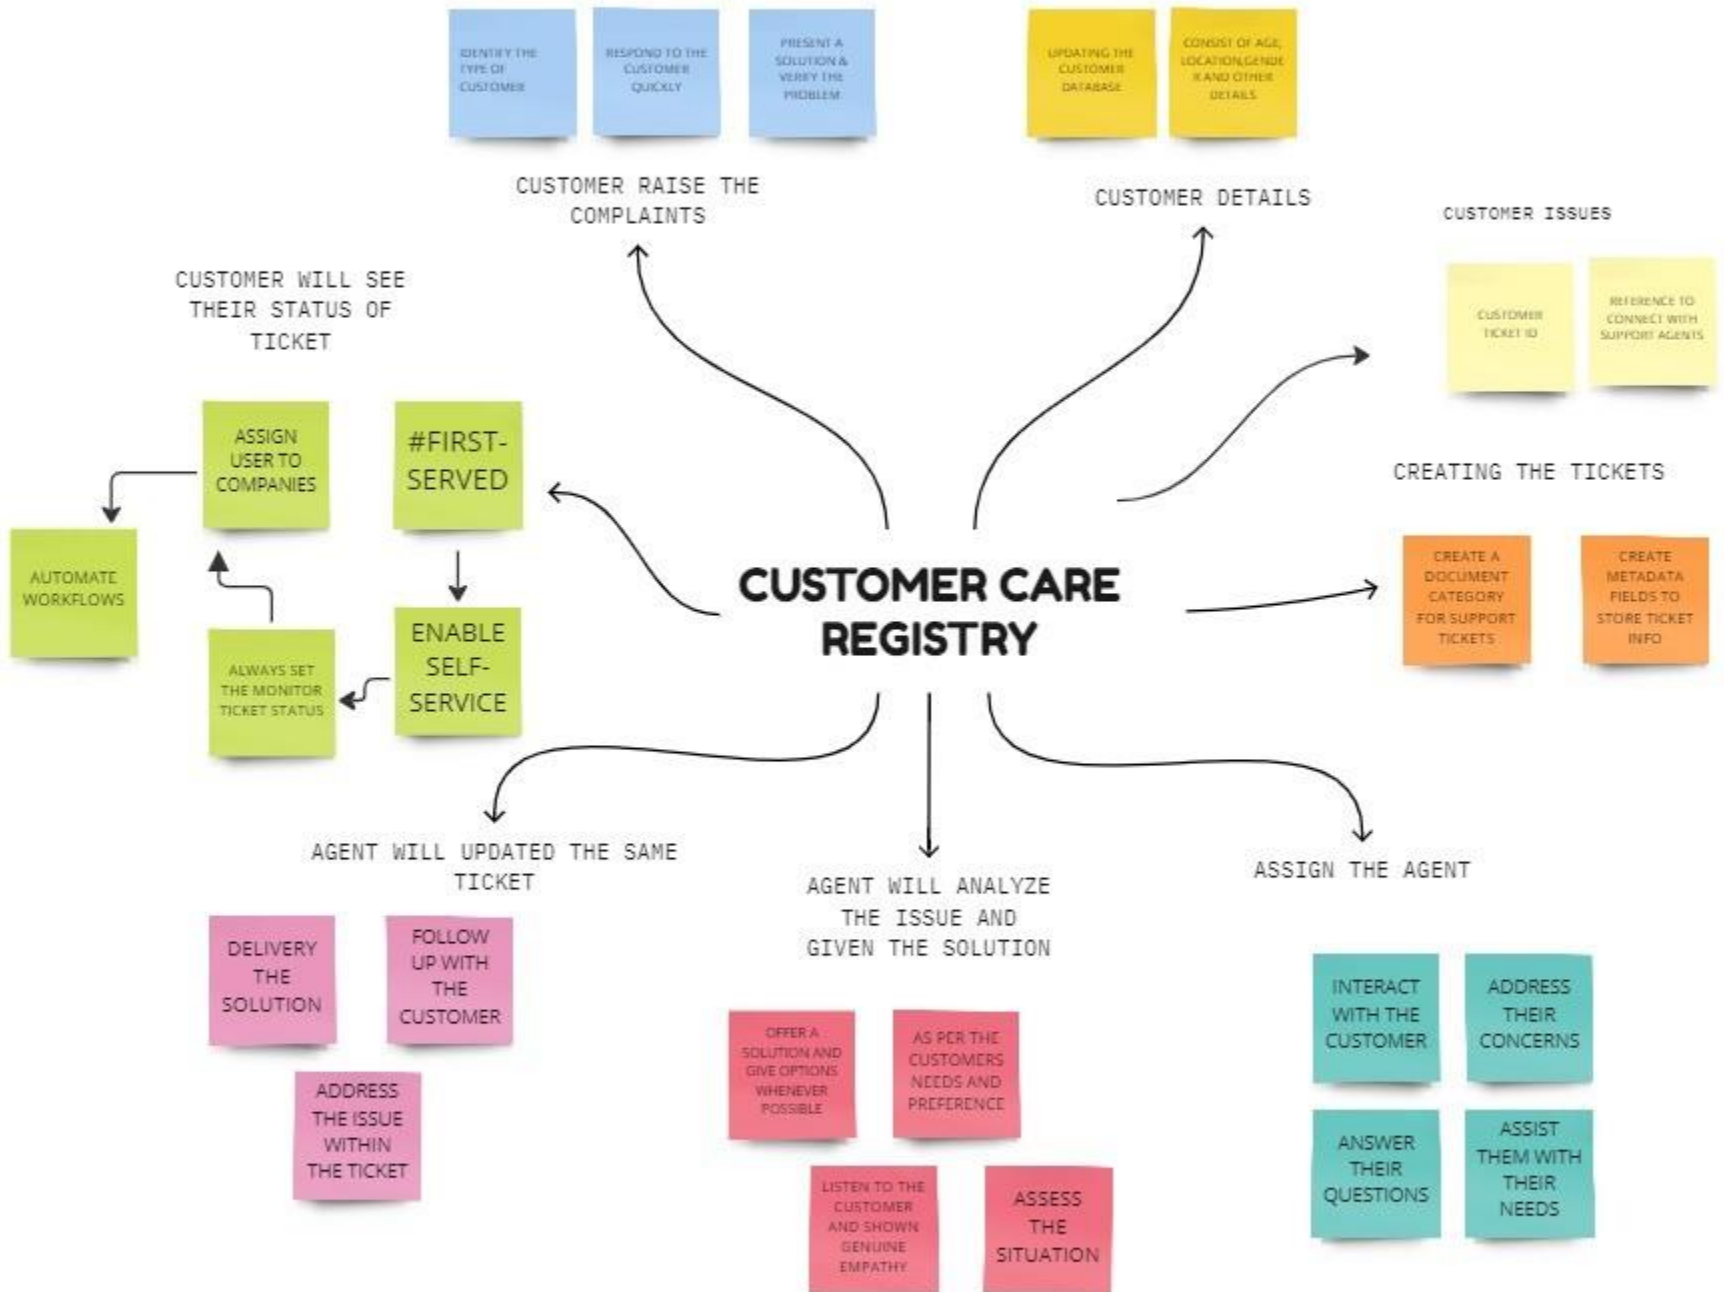 IDENTIFY THE
TYPE OF
CUSTOMER
RESPOND TO THE
CUSTOMER
QUICKLY
PRESENT A
SOLUTION &
VERIFY THE
PROBLEM
CUSTOMER RAISE THE
COMPLAINTS
UPDATING THE
CUSTOMER
DATABASE
CONSIST OF AGE,
LOCATION,GENDE
R AND OTHER
DETAILS
CUSTOMER DETAILS
CUSTOMER ISSUES
CUSTOMER
TICKET ID
REFERENCE TO
CONNECT WITH
SUPPORT AGENTS
CUSTOMER WILL SEE
THEIR STATUS OF
TICKET
ASSIGN
USER TO
COMPANIES
#FIRST-
SERVED
AUTOMATE
WORKFLOWS
ALWAYS SET
THE MONITOR
TICKET STATUS
ENABLE
SELF-
SERVICE
CUSTOMER CARE
REGISTRY
CREATING THE TICKETS
CREATE A
DOCUMENT
CATEGORY
FOR SUPPORT
TICKETS
CREATE
METADATA
FIELDS TO
STORE TICKET
INFO
AGENT WILL UPDATED THE SAME
TICKET
DELIVERY
THE
SOLUTION
FOLLOW
UP WITH
THE
CUSTOMER
ADDRESS
THE ISSUE
WITHIN
THE TICKET
AGENT WILL ANALYZE
THE ISSUE AND
GIVEN THE SOLUTION
OFFER A
SOLUTION AND
GIVE OPTIONS
WHENEVER
POSSIBLE
AS PER THE
CUSTOMERS
NEEDS AND
PREFERENCE
LISTEN TO THE
CUSTOMER
AND SHOWN
GENUINE
EMPATHY
ASSESS
THE
SITUATION
ASSIGN THE AGENT
INTERACT
WITH THE
CUSTOMER
ADDRESS
THEIR
CONCERNS
ANSWER
THEIR
QUESTIONS
ASSIST
THEM WITH
THEIR
NEEDS